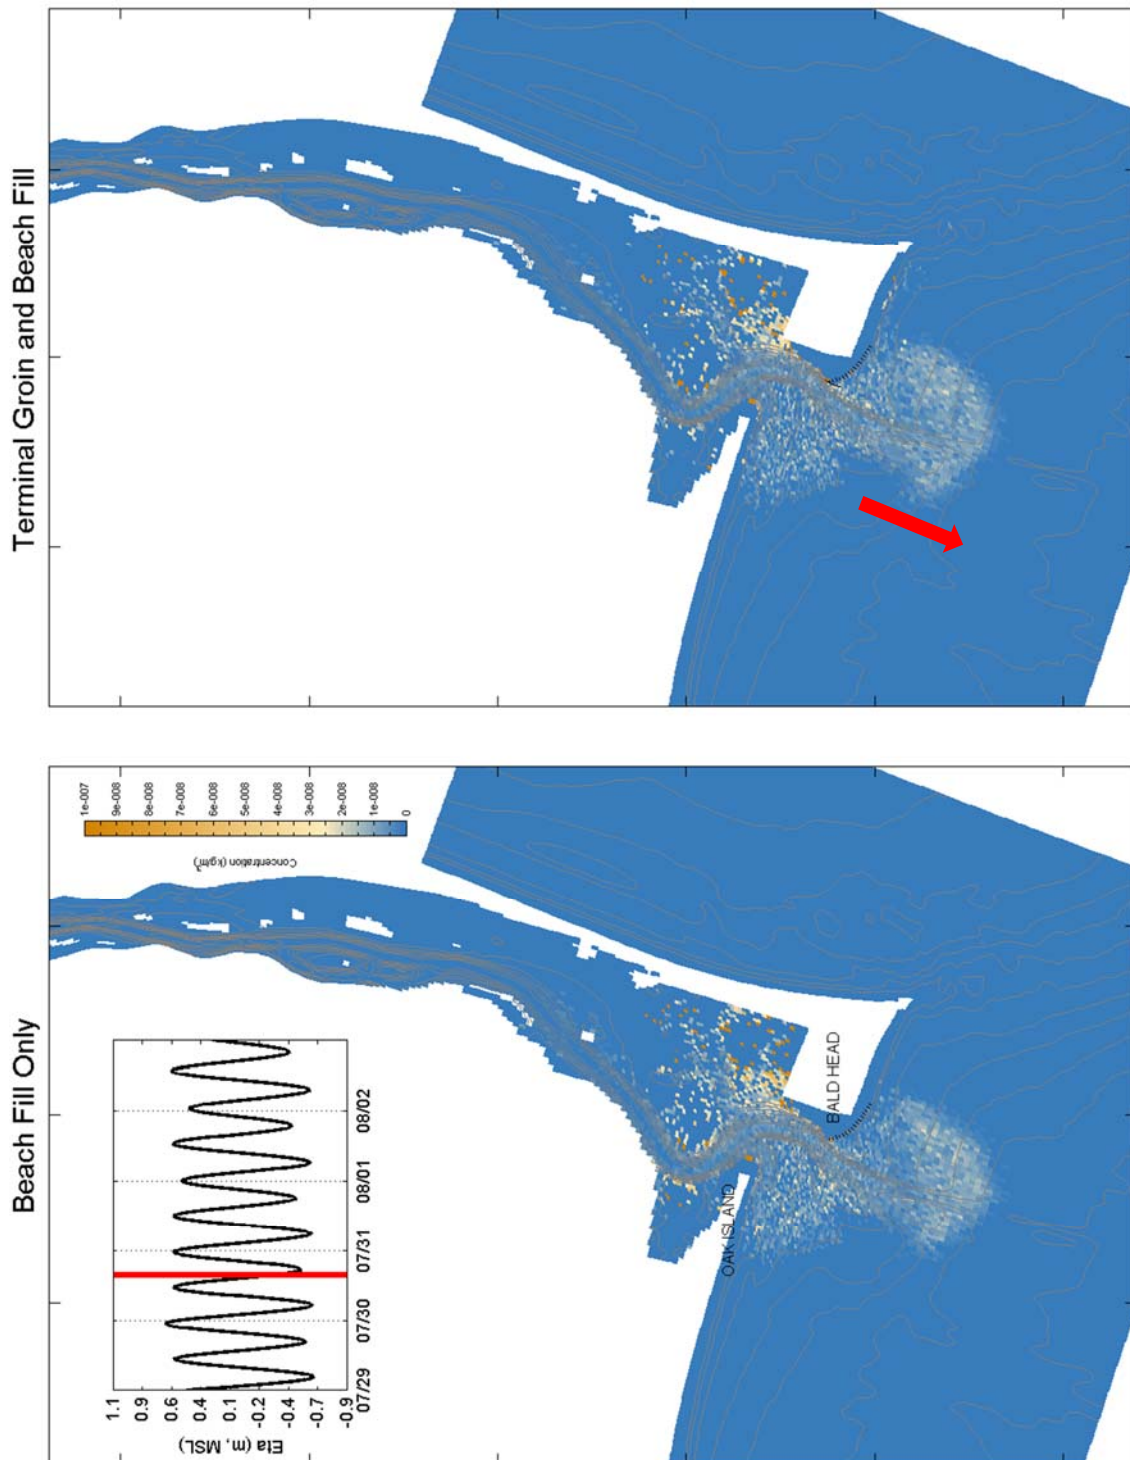 Beach Fill Only
Terminal Groin and Beach Fill
Eta (m, MSL)
1.1
0.9
0.6
0.4
0.1
-0.2
-0.4
-0.7
-0.9
07/29
07/30
07/31
08/01
08/02
Concentration (kg/m³)
1e-007
9e-008
8e-008
7e-008
6e-008
5e-008
4e-008
3e-008
2e-008
1e-008
0
OAK ISLAND
BALD HEAD